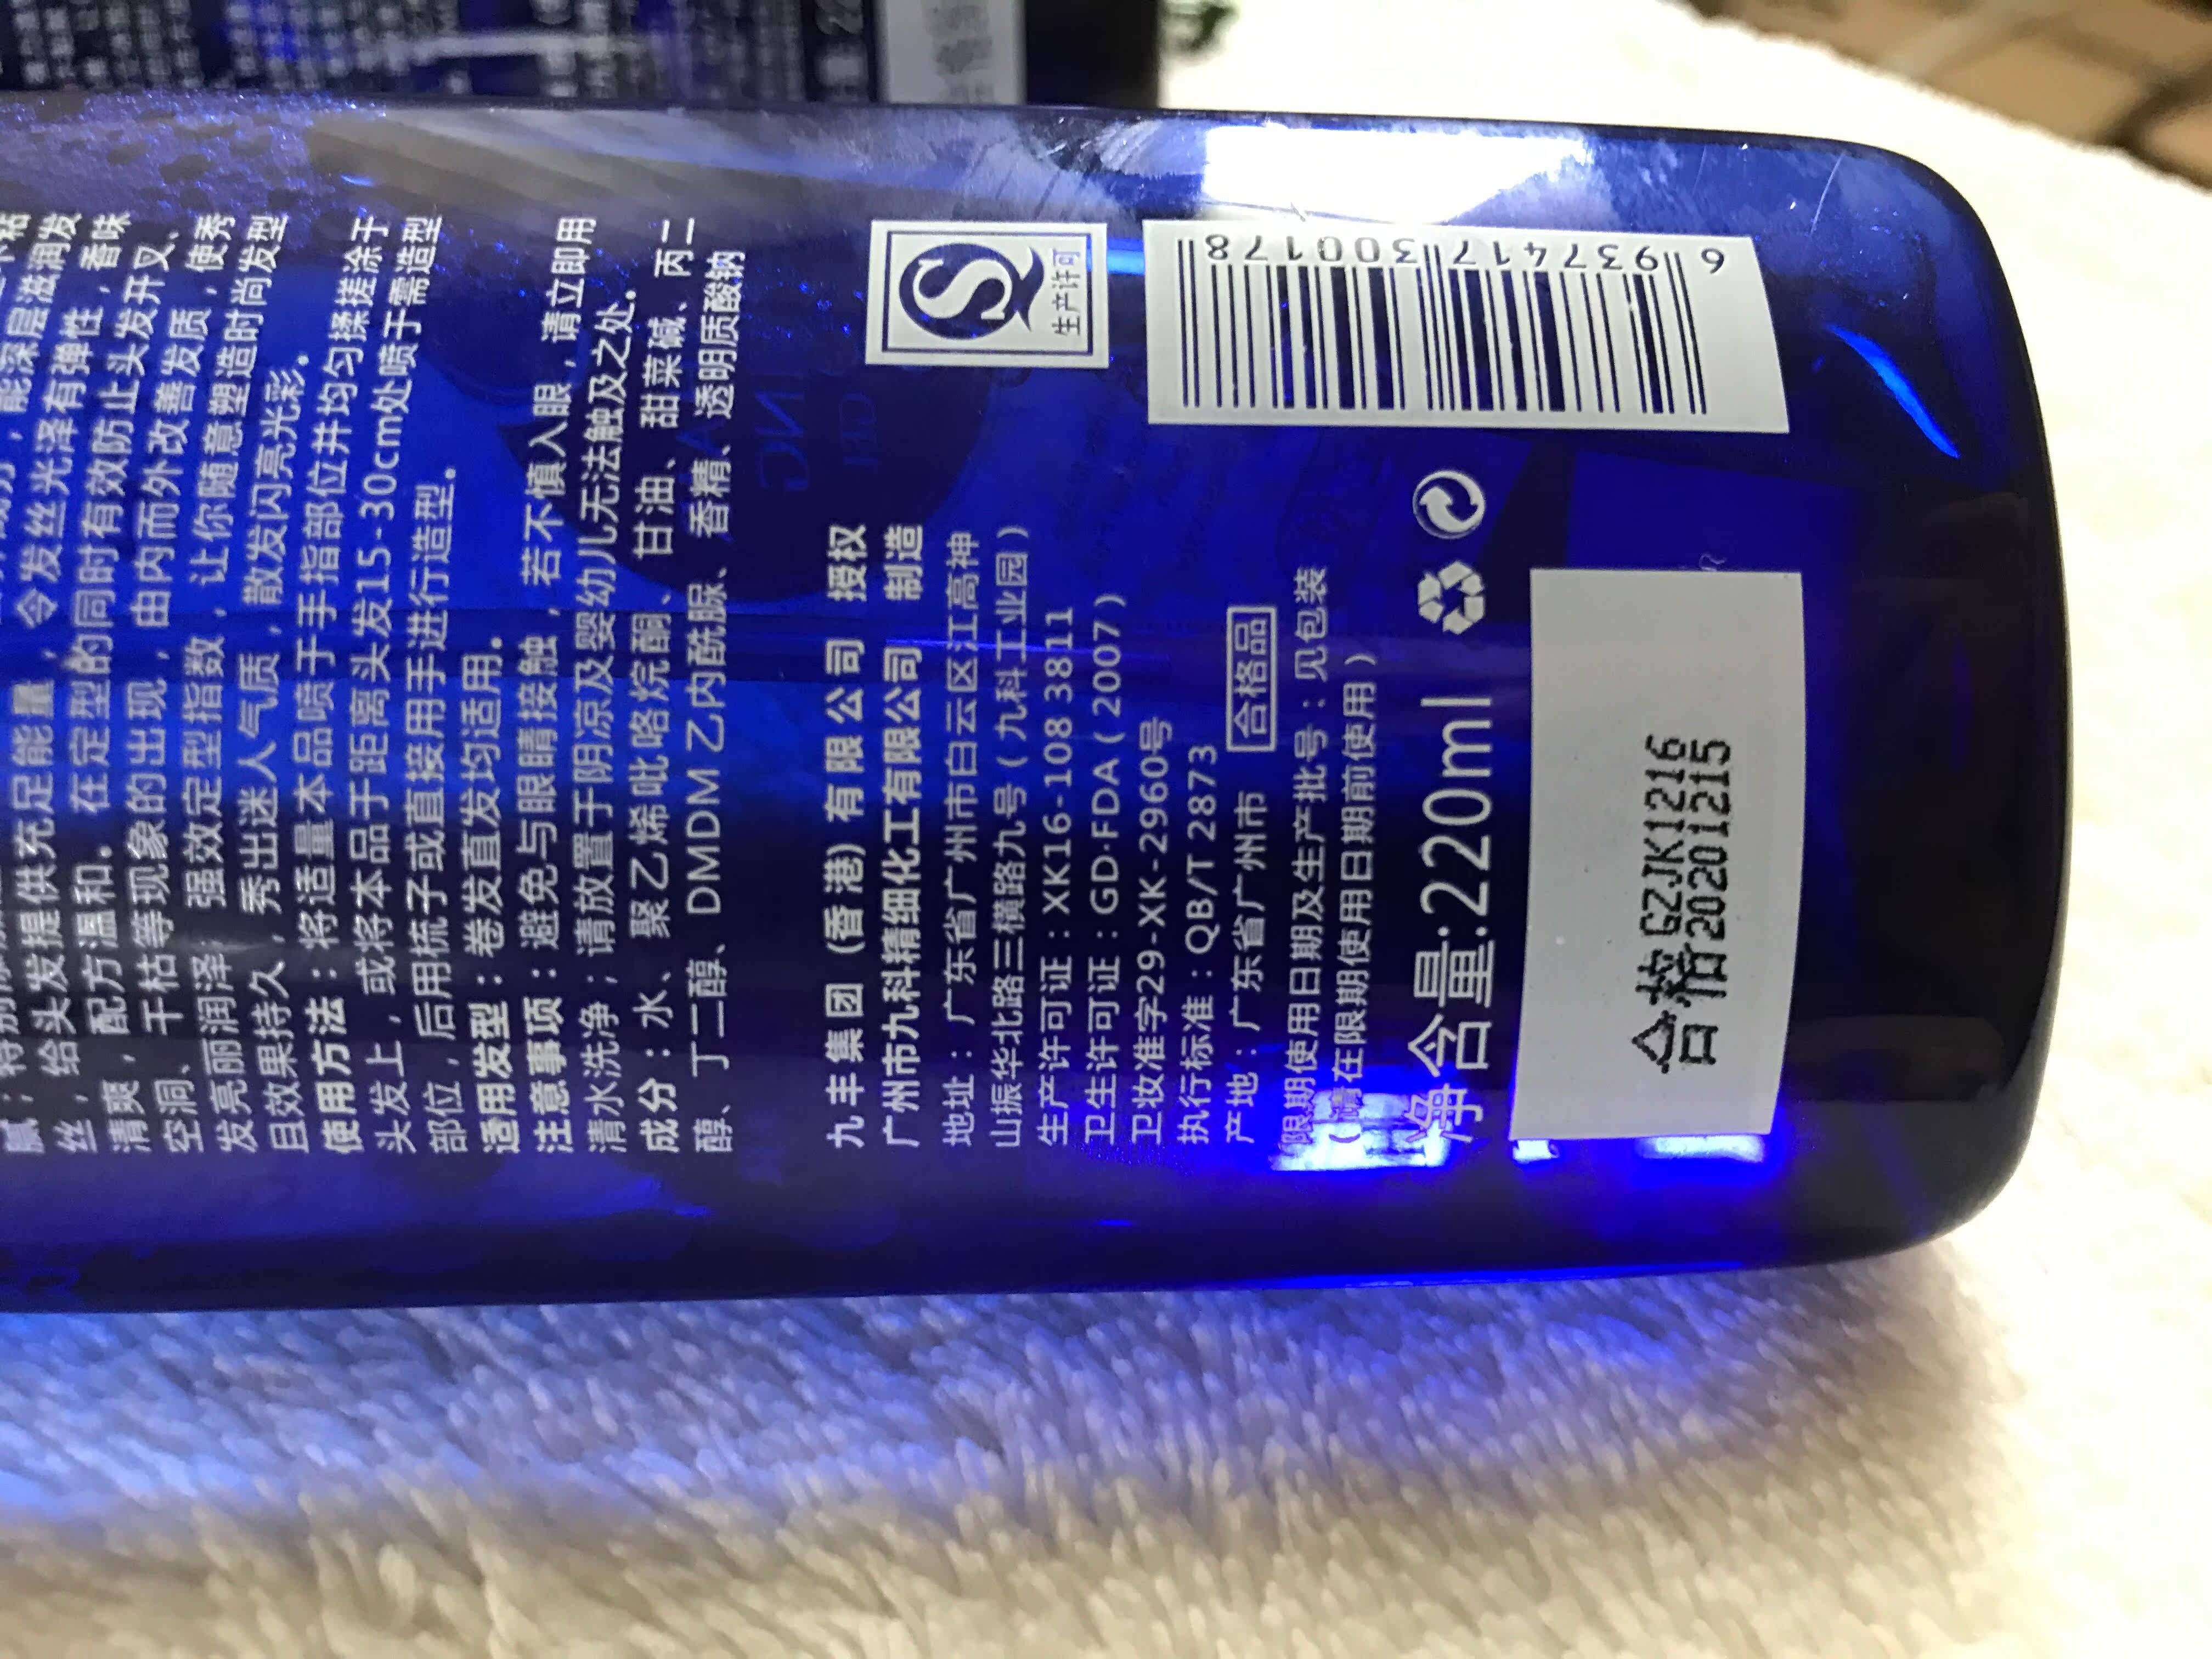 丝，给头发提供充足能量，令发丝光泽有弹性，香味
清爽，配方温和。在定型的同时有效防止头发开叉、
空洞、干枯等现象的出现，由内而外改善发质，使秀
发亮丽润泽；强效定型指数，让你随意塑造时尚发型
且效果持久，秀出迷人气质，散发闪亮光彩。
使用方法：将适量本品喷于手指部位并均匀揉搓涂于
头发上，或将本品于距离头发15-30cm处喷于需造型
部位，后用梳子或直接用手进行造型。
适用发型：卷发直发均适用。
注意事项：避免与眼睛接触，若不慎入眼，请立即用
清水洗净；请放置于阴凉及婴幼儿无法触及之处。
成分：水、聚乙烯吡咯烷酮、甘油、甜菜碱、丙二
醇、丁二醇、DMDM乙内酰脲、香精、透明质酸钠
九丰集团（香港）有限公司 授权
广州市九科精细化工有限公司 制造
地址：广东省广州市白云区江高神
山振华北路三横路九号（九科工业园）
生产许可证：XK16-108 3811
卫生许可证：GD·FDA（2007）
卫妆准字29-XK-2960号
执行标准：QB/T 2873
产地：广东省广州市 合格品
限期使用日期及生产批号：见包装
（请在限期使用日期前使用）
净含量:220ml
生产许可
6937417300178
合格 GZJK1216
20201215